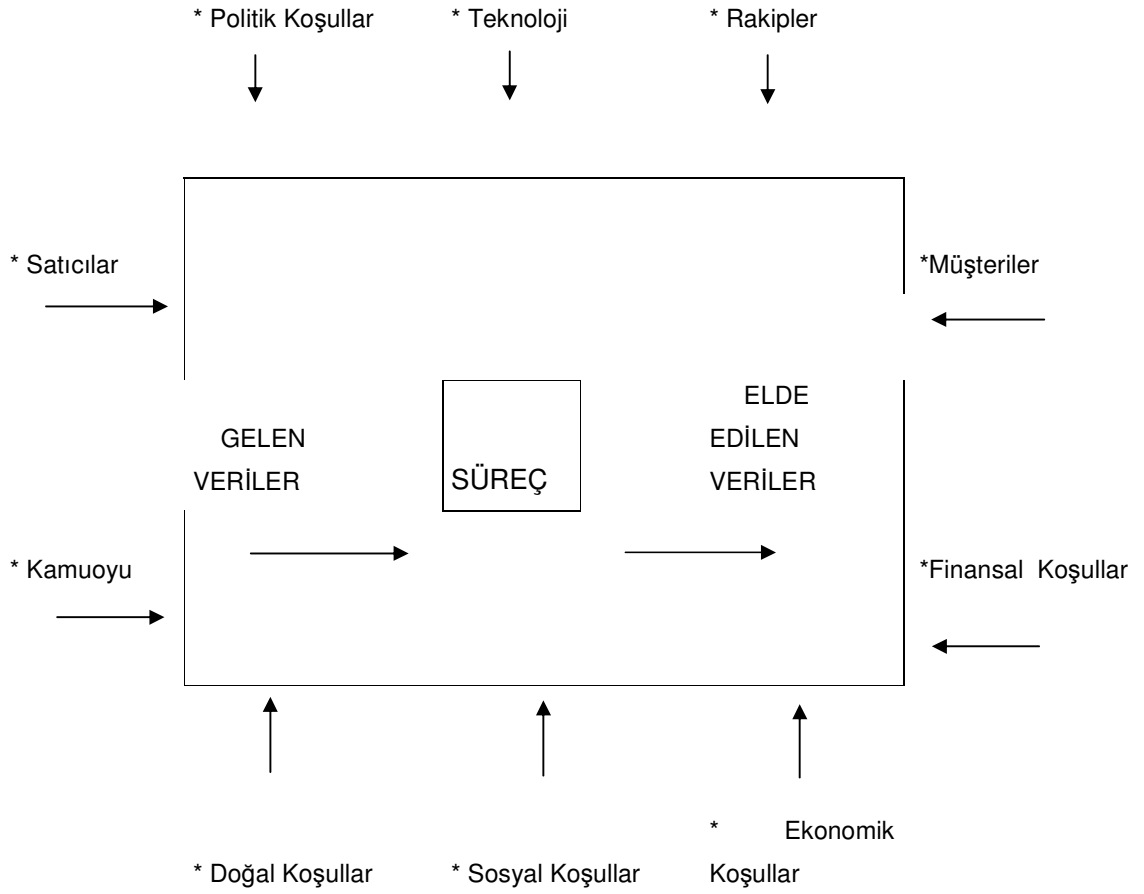 * Politik Koşullar
* Teknoloji
* Rakipler
* Satıcılar
*Müşteriler
GELEN
VERİLER
SÜREÇ
ELDE
EDİLEN
VERİLER
* Kamuoyu
*Finansal Koşullar
* Doğal Koşullar
* Sosyal Koşullar
* Ekonomik
Koşullar